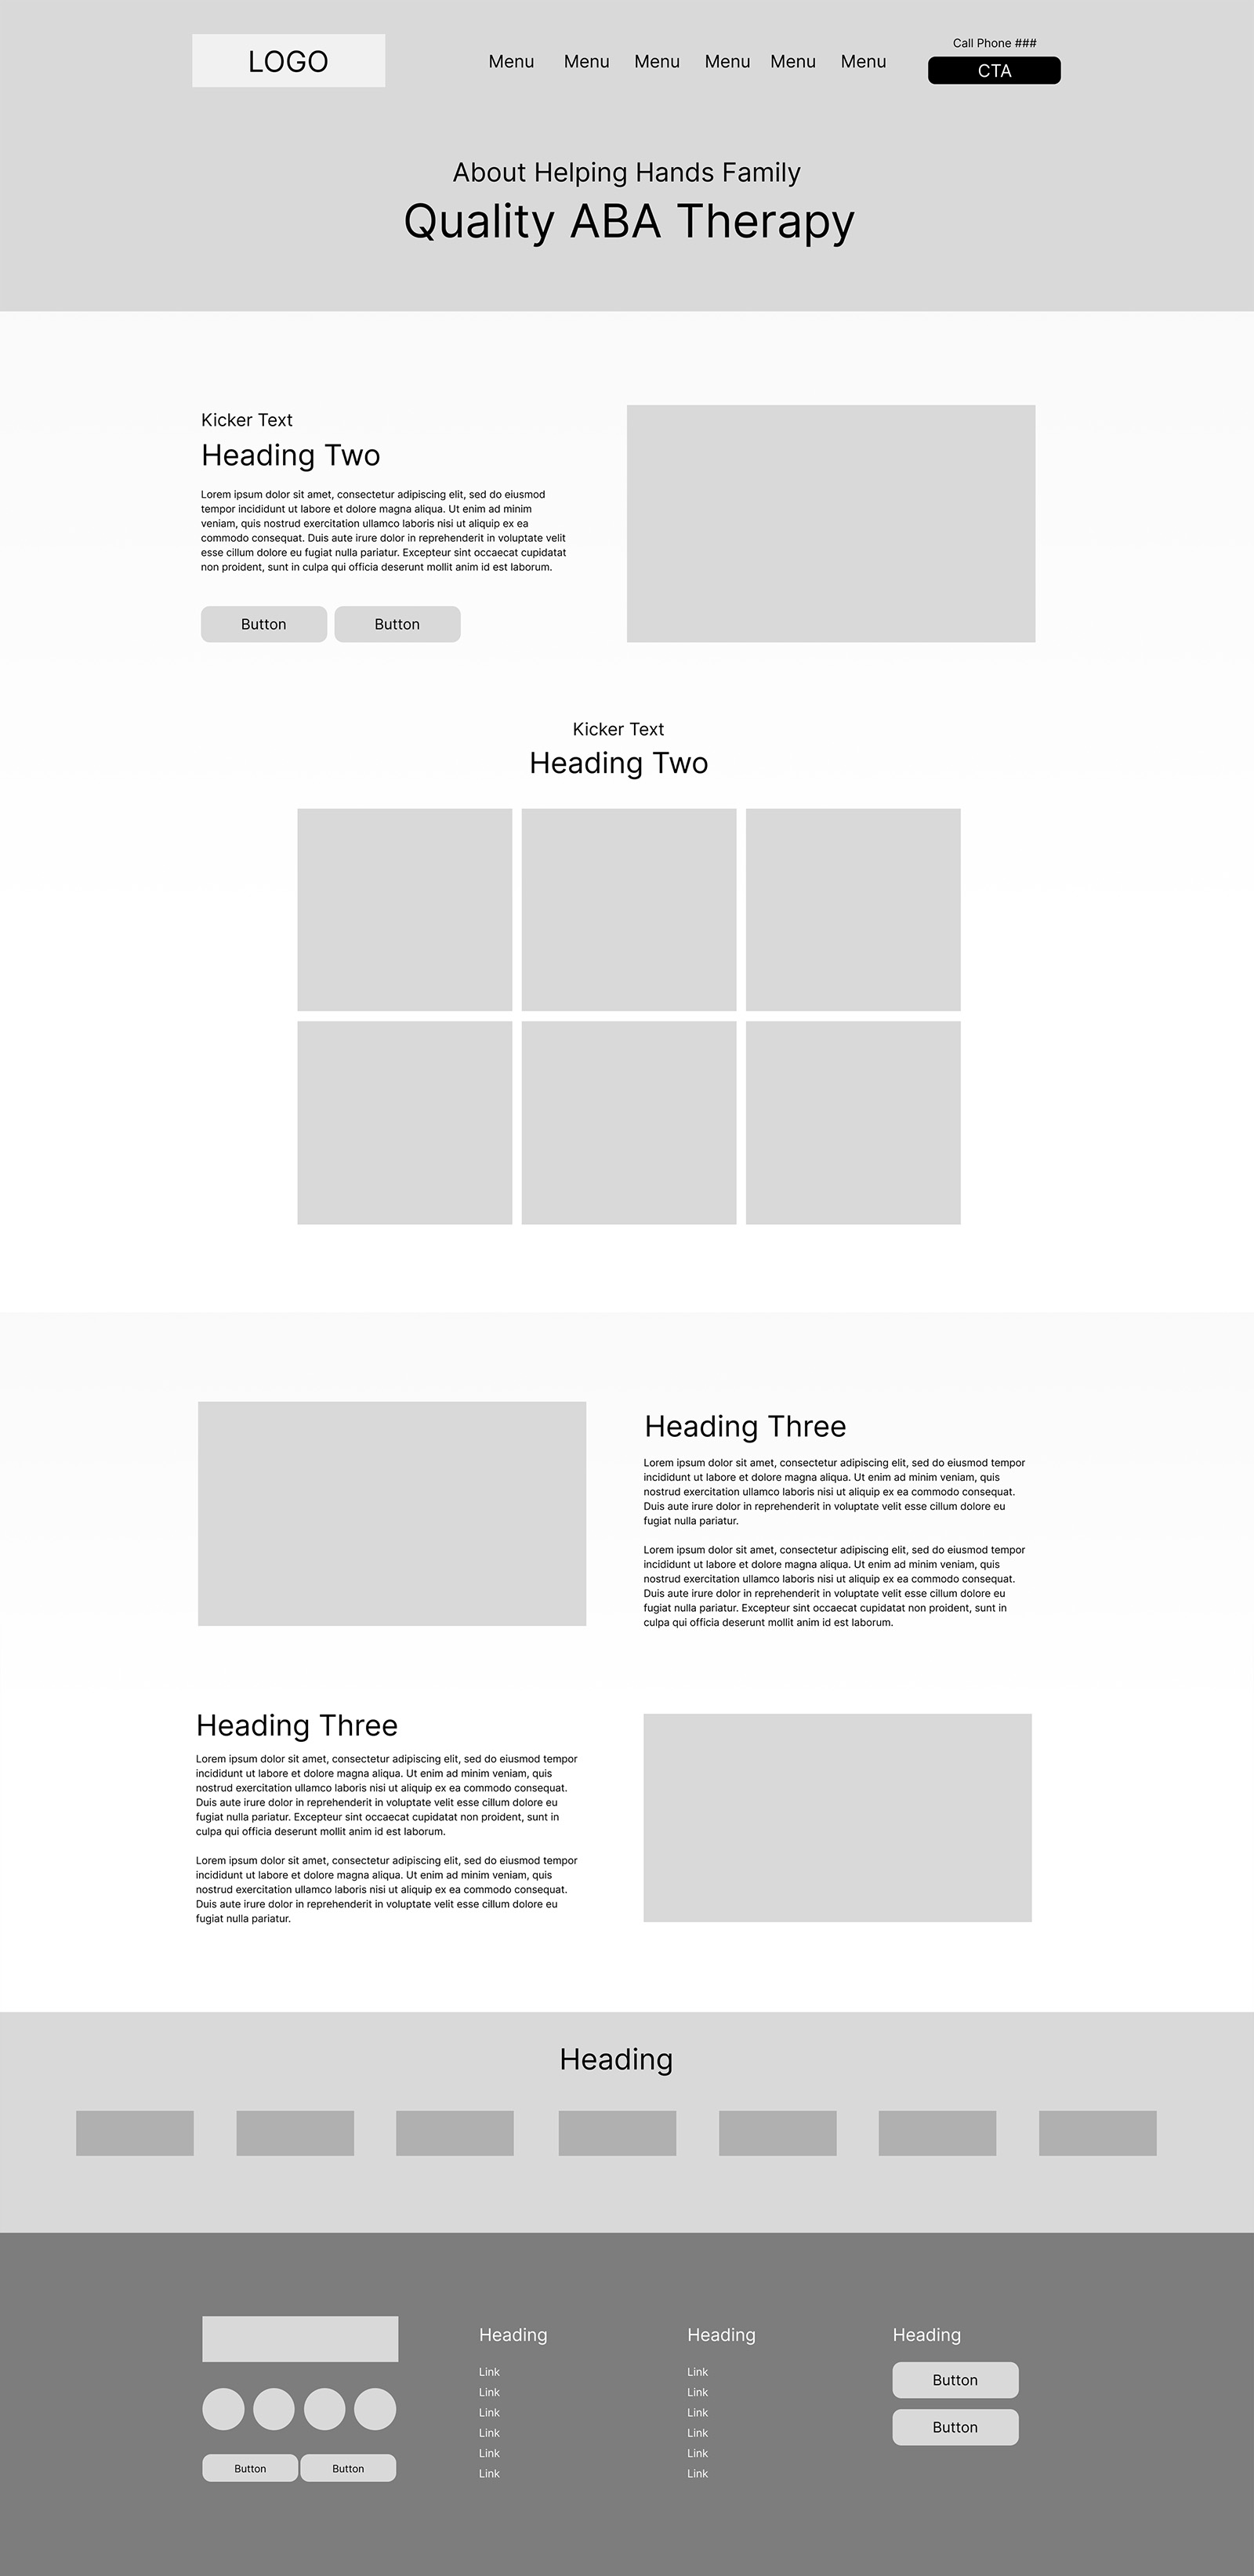 LOGO
Menu Menu Menu Menu Menu Menu
Call Phone ###
CTA
About Helping Hands Family
Quality ABA Therapy
Kicker Text
Heading Two
Lorem ipsum dolor sit amet, consectetur adipiscing elit, sed do eiusmod
tempor incididunt ut labore et dolore magna aliqua. Ut enim ad minim
veniam, quis nostrud exercitation ullamco laboris nisi ut aliquip ex ea
commodo consequat. Duis aute irure dolor in reprehenderit in voluptate velit
esse cillum dolore eu fugiat nulla pariatur. Excepteur sint occaecat cupidatat
non proident, sunt in culpa qui officia deserunt mollit anim id est laborum.
Button Button
Kicker Text
Heading Two
Heading Three
Lorem ipsum dolor sit amet, consectetur adipiscing elit, sed do eiusmod tempor
incididunt ut labore et dolore magna aliqua. Ut enim ad minim veniam, quis
nostrud exercitation ullamco laboris nisi ut aliquip ex ea commodo consequat.
Duis aute irure dolor in reprehenderit in voluptate velit esse cillum dolore eu
fugiat nulla pariatur.
Lorem ipsum dolor sit amet, consectetur adipiscing elit, sed do eiusmod tempor
incididunt ut labore et dolore magna aliqua. Ut enim ad minim veniam, quis
nostrud exercitation ullamco laboris nisi ut aliquip ex ea commodo consequat.
Duis aute irure dolor in reprehenderit in voluptate velit esse cillum dolore eu
fugiat nulla pariatur. Excepteur sint occaecat cupidatat non proident, sunt in
culpa qui officia deserunt mollit anim id est laborum.
Heading Three
Lorem ipsum dolor sit amet, consectetur adipiscing elit, sed do eiusmod tempor
incididunt ut labore et dolore magna aliqua. Ut enim ad minim veniam, quis
nostrud exercitation ullamco laboris nisi ut aliquip ex ea commodo consequat.
Duis aute irure dolor in reprehenderit in voluptate velit esse cillum dolore eu
fugiat nulla pariatur. Excepteur sint occaecat cupidatat non proident, sunt in
culpa qui officia deserunt mollit anim id est laborum.
Lorem ipsum dolor sit amet, consectetur adipiscing elit, sed do eiusmod tempor
incididunt ut labore et dolore magna aliqua. Ut enim ad minim veniam, quis
nostrud exercitation ullamco laboris nisi ut aliquip ex ea commodo consequat.
Duis aute irure dolor in reprehenderit in voluptate velit esse cillum dolore eu
fugiat nulla pariatur.
Heading
Button Button
Heading
Link
Link
Link
Link
Link
Link
Heading
Link
Link
Link
Link
Link
Link
Heading
Button
Button